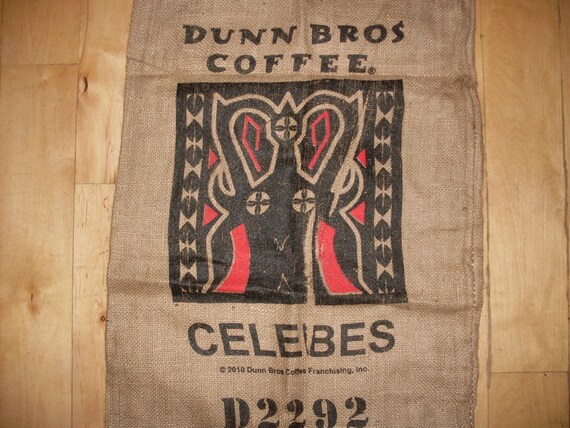 DUNN BROS
COFFEE®
CELEBES
© 2010 Dunn Bros Coffee Franchising, Inc.
D2292